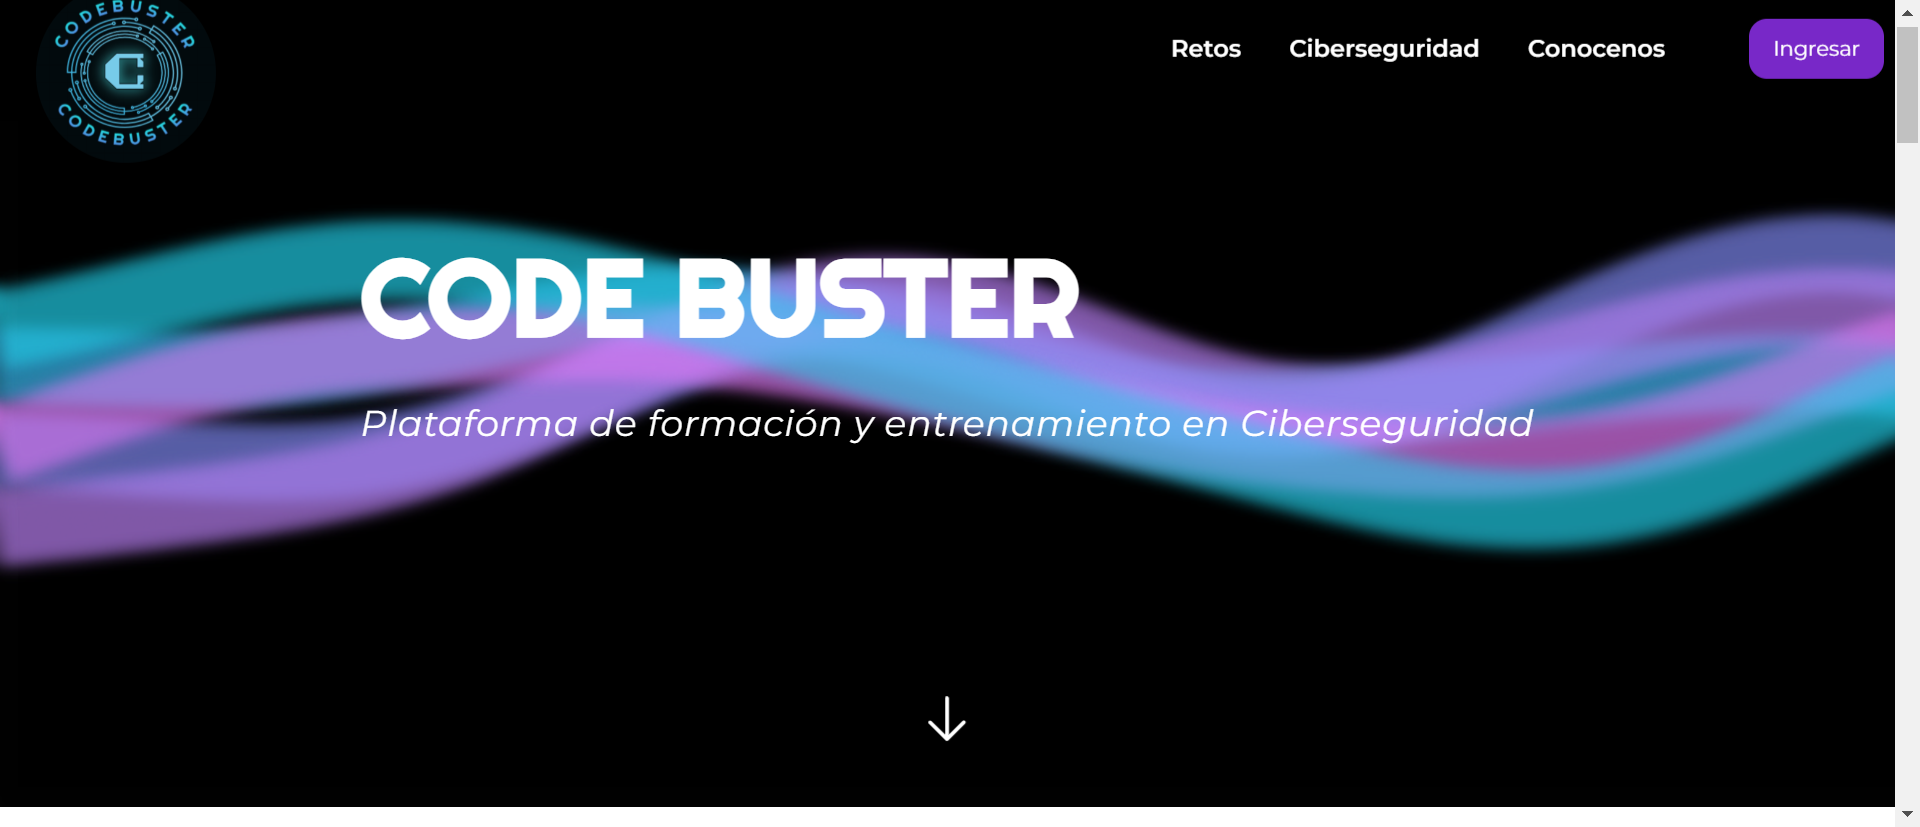 CODEBUSTER
C
CODEBUSTER
Retos
Ciberseguridad
Conocenos
Ingresar
CODE BUSTER
Plataforma de formación y entrenamiento en Ciberseguridad